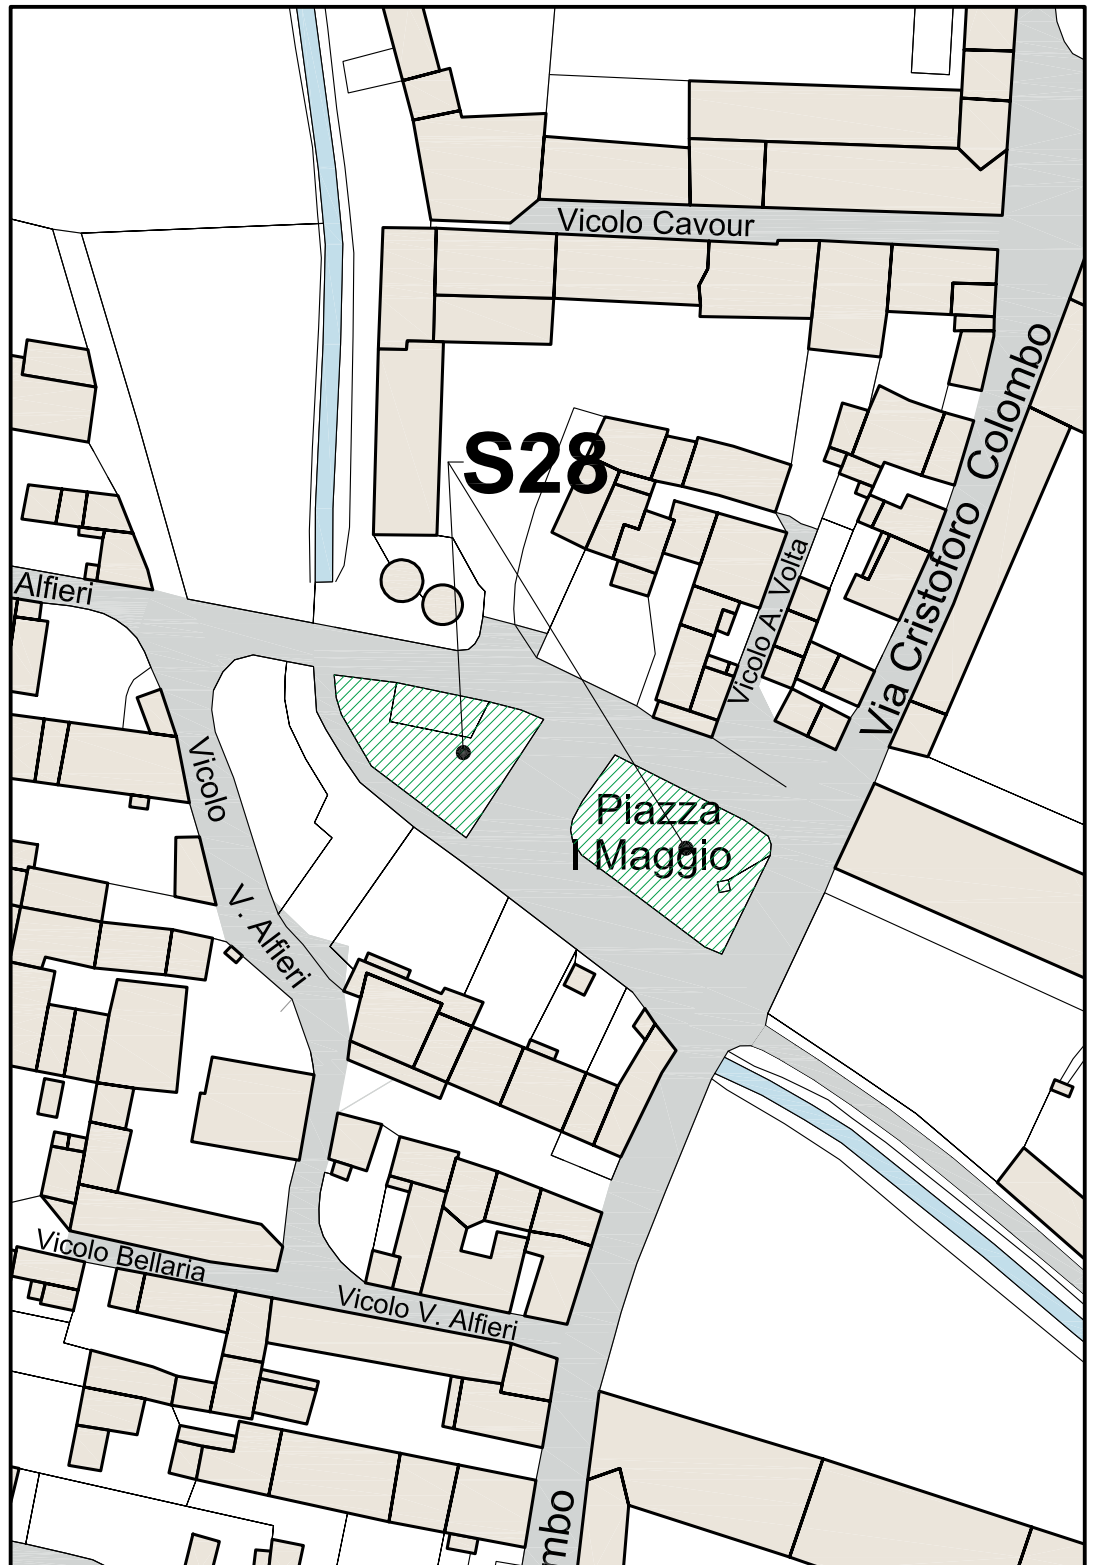 Vicolo Cavour
Via Cristoforo Colombo
S28
Vicolo A. Volta
Alfieri
Vicolo
V. Alfieri
Piazza
I Maggio
Vicolo Bellaria
Vicolo V. Alfieri
mbo